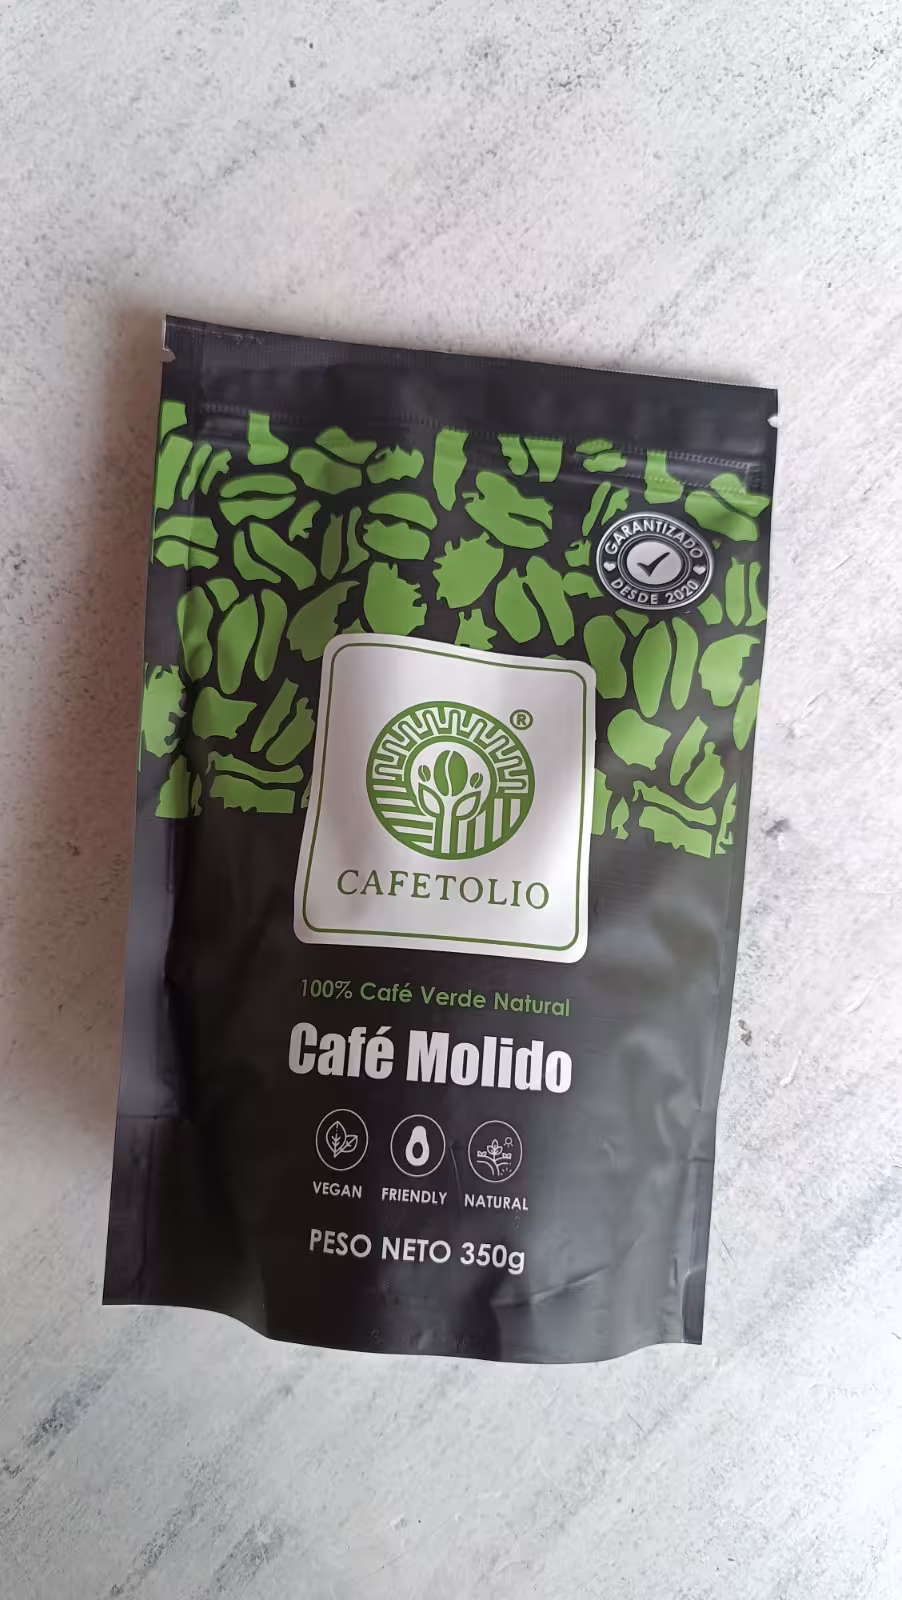 GARANTIZADO
DESDE 2020
®
CAFETOLIO
100% Café Verde Natural
Café Molido
VEGAN FRIENDLY NATURAL
PESO NETO 350g